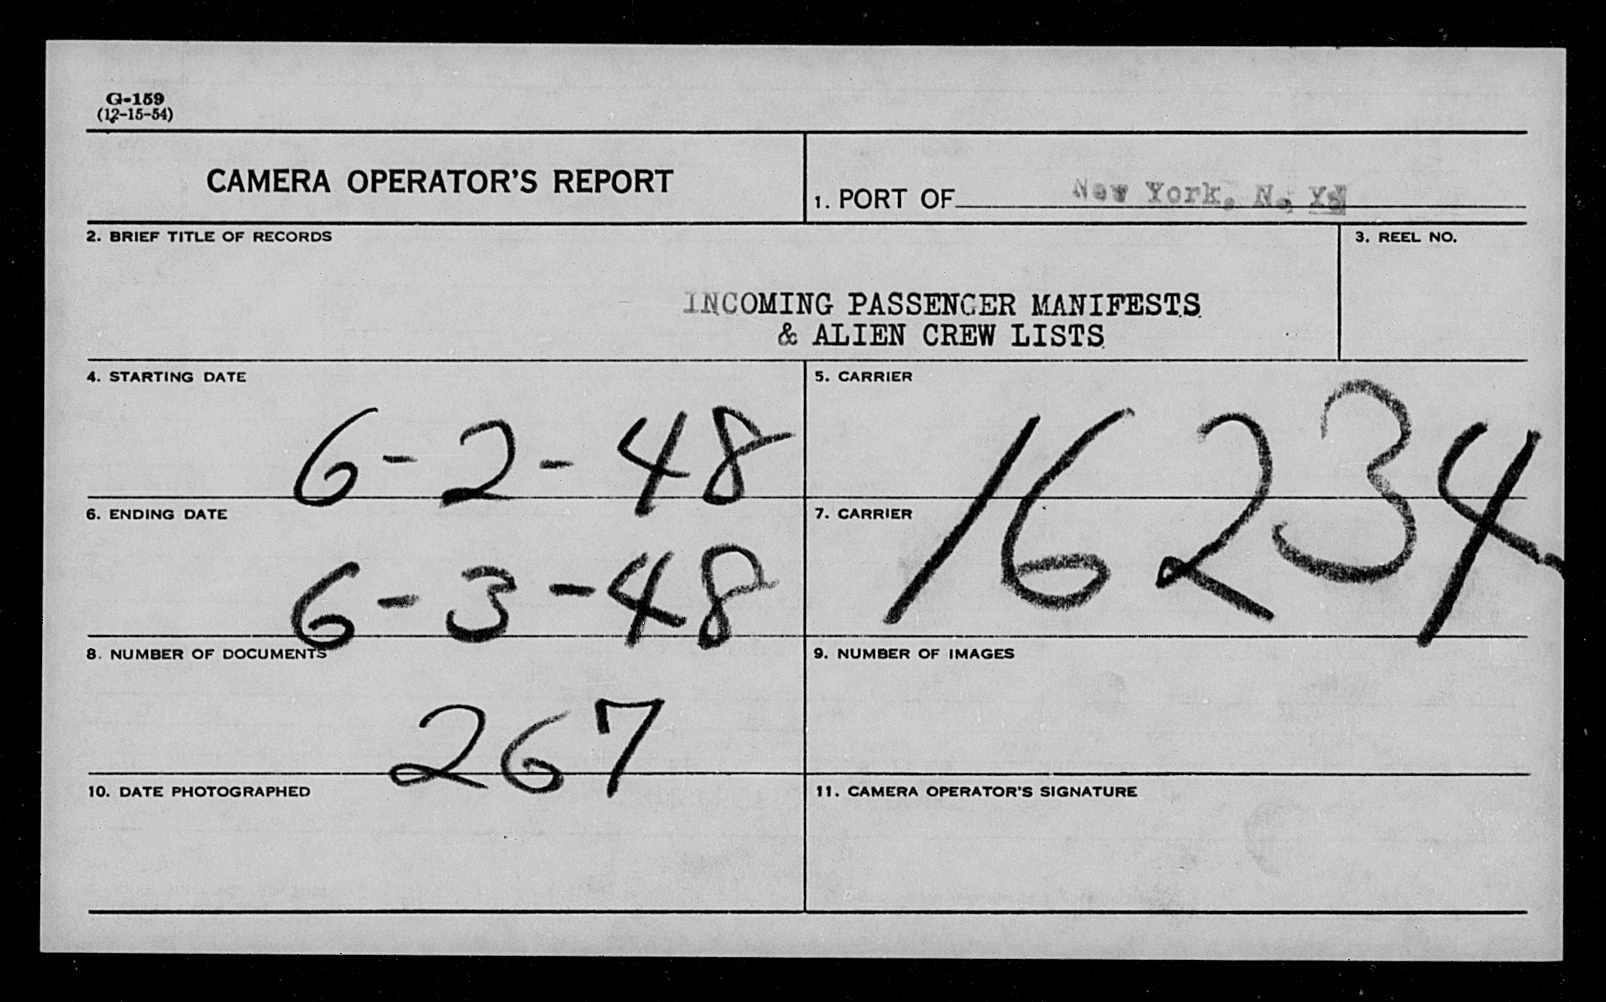 G-159
(12-15-54)
CAMERA OPERATOR'S REPORT
1. PORT OF New York, N. Y.
2. BRIEF TITLE OF RECORDS
3. REEL NO.
INCOMING PASSENGER MANIFESTS
& ALIEN CREW LISTS
4. STARTING DATE
6-2-48
5. CARRIER
16234
6. ENDING DATE
6-3-48
7. CARRIER
8. NUMBER OF DOCUMENTS
267
9. NUMBER OF IMAGES
10. DATE PHOTOGRAPHED
11. CAMERA OPERATOR'S SIGNATURE